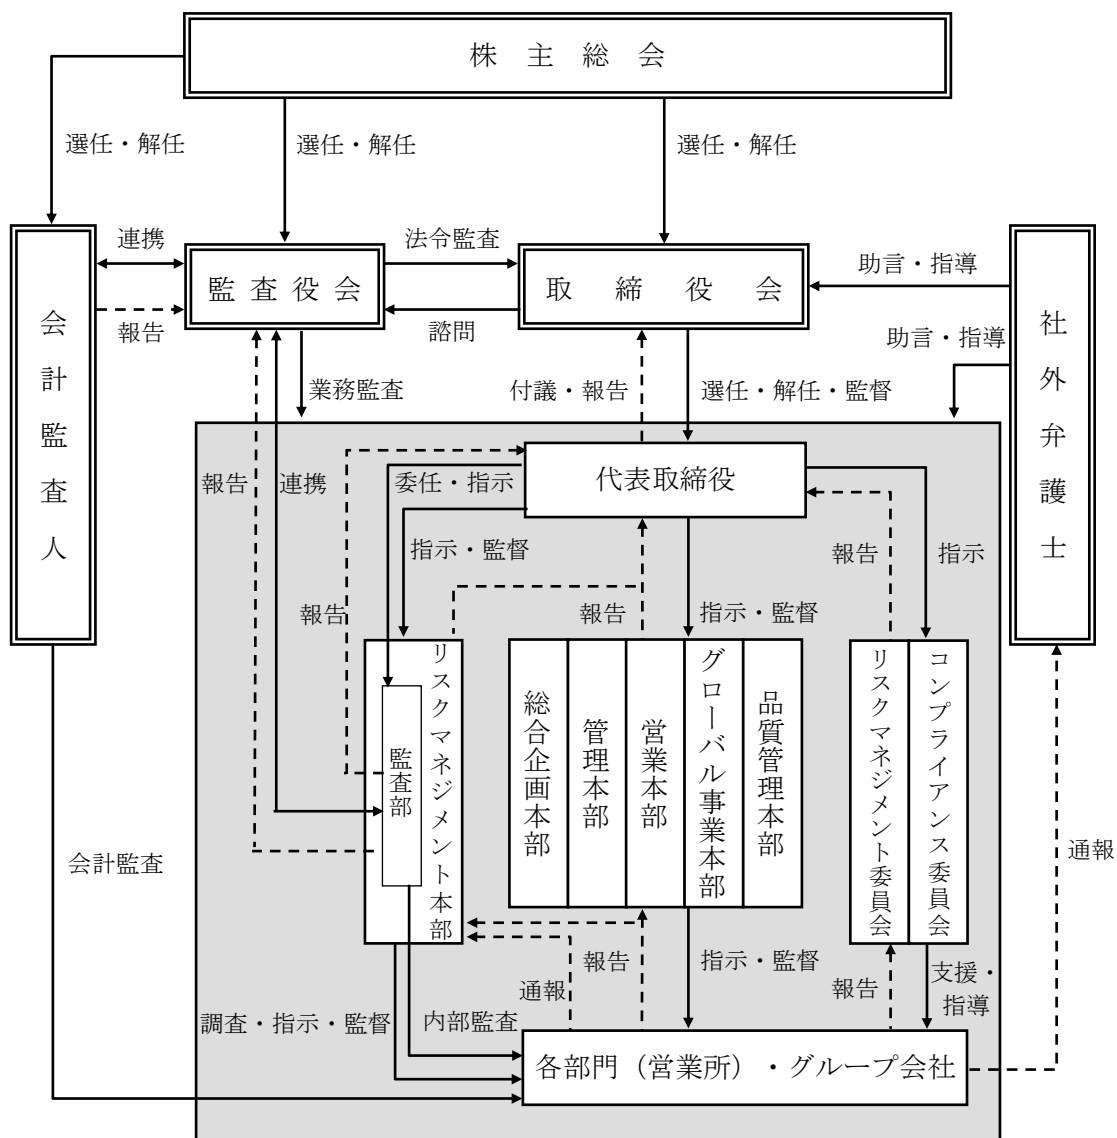 株主総会
選任・解任
選任・解任
選任・解任
会計監査人
連携
報告
監査役会
法令監査
諮問
取締役会
助言・指導
助言・指導
社外弁護士
業務監査
付議・報告
選任・解任・監督
報告
連携
委任・指示
代表取締役
指示・監督
報告
報告
指示・監督
報告
指示
監査部
リスクマネジメント本部
総合企画本部
管理本部
営業本部
グローバル事業本部
品質管理本部
リスクマネジメント委員会
コンプライアンス委員会
会計監査
通報
調査・指示・監督
内部監査
通報
報告
指示・監督
報告
支援・
指導
各部門（営業所）・グループ会社